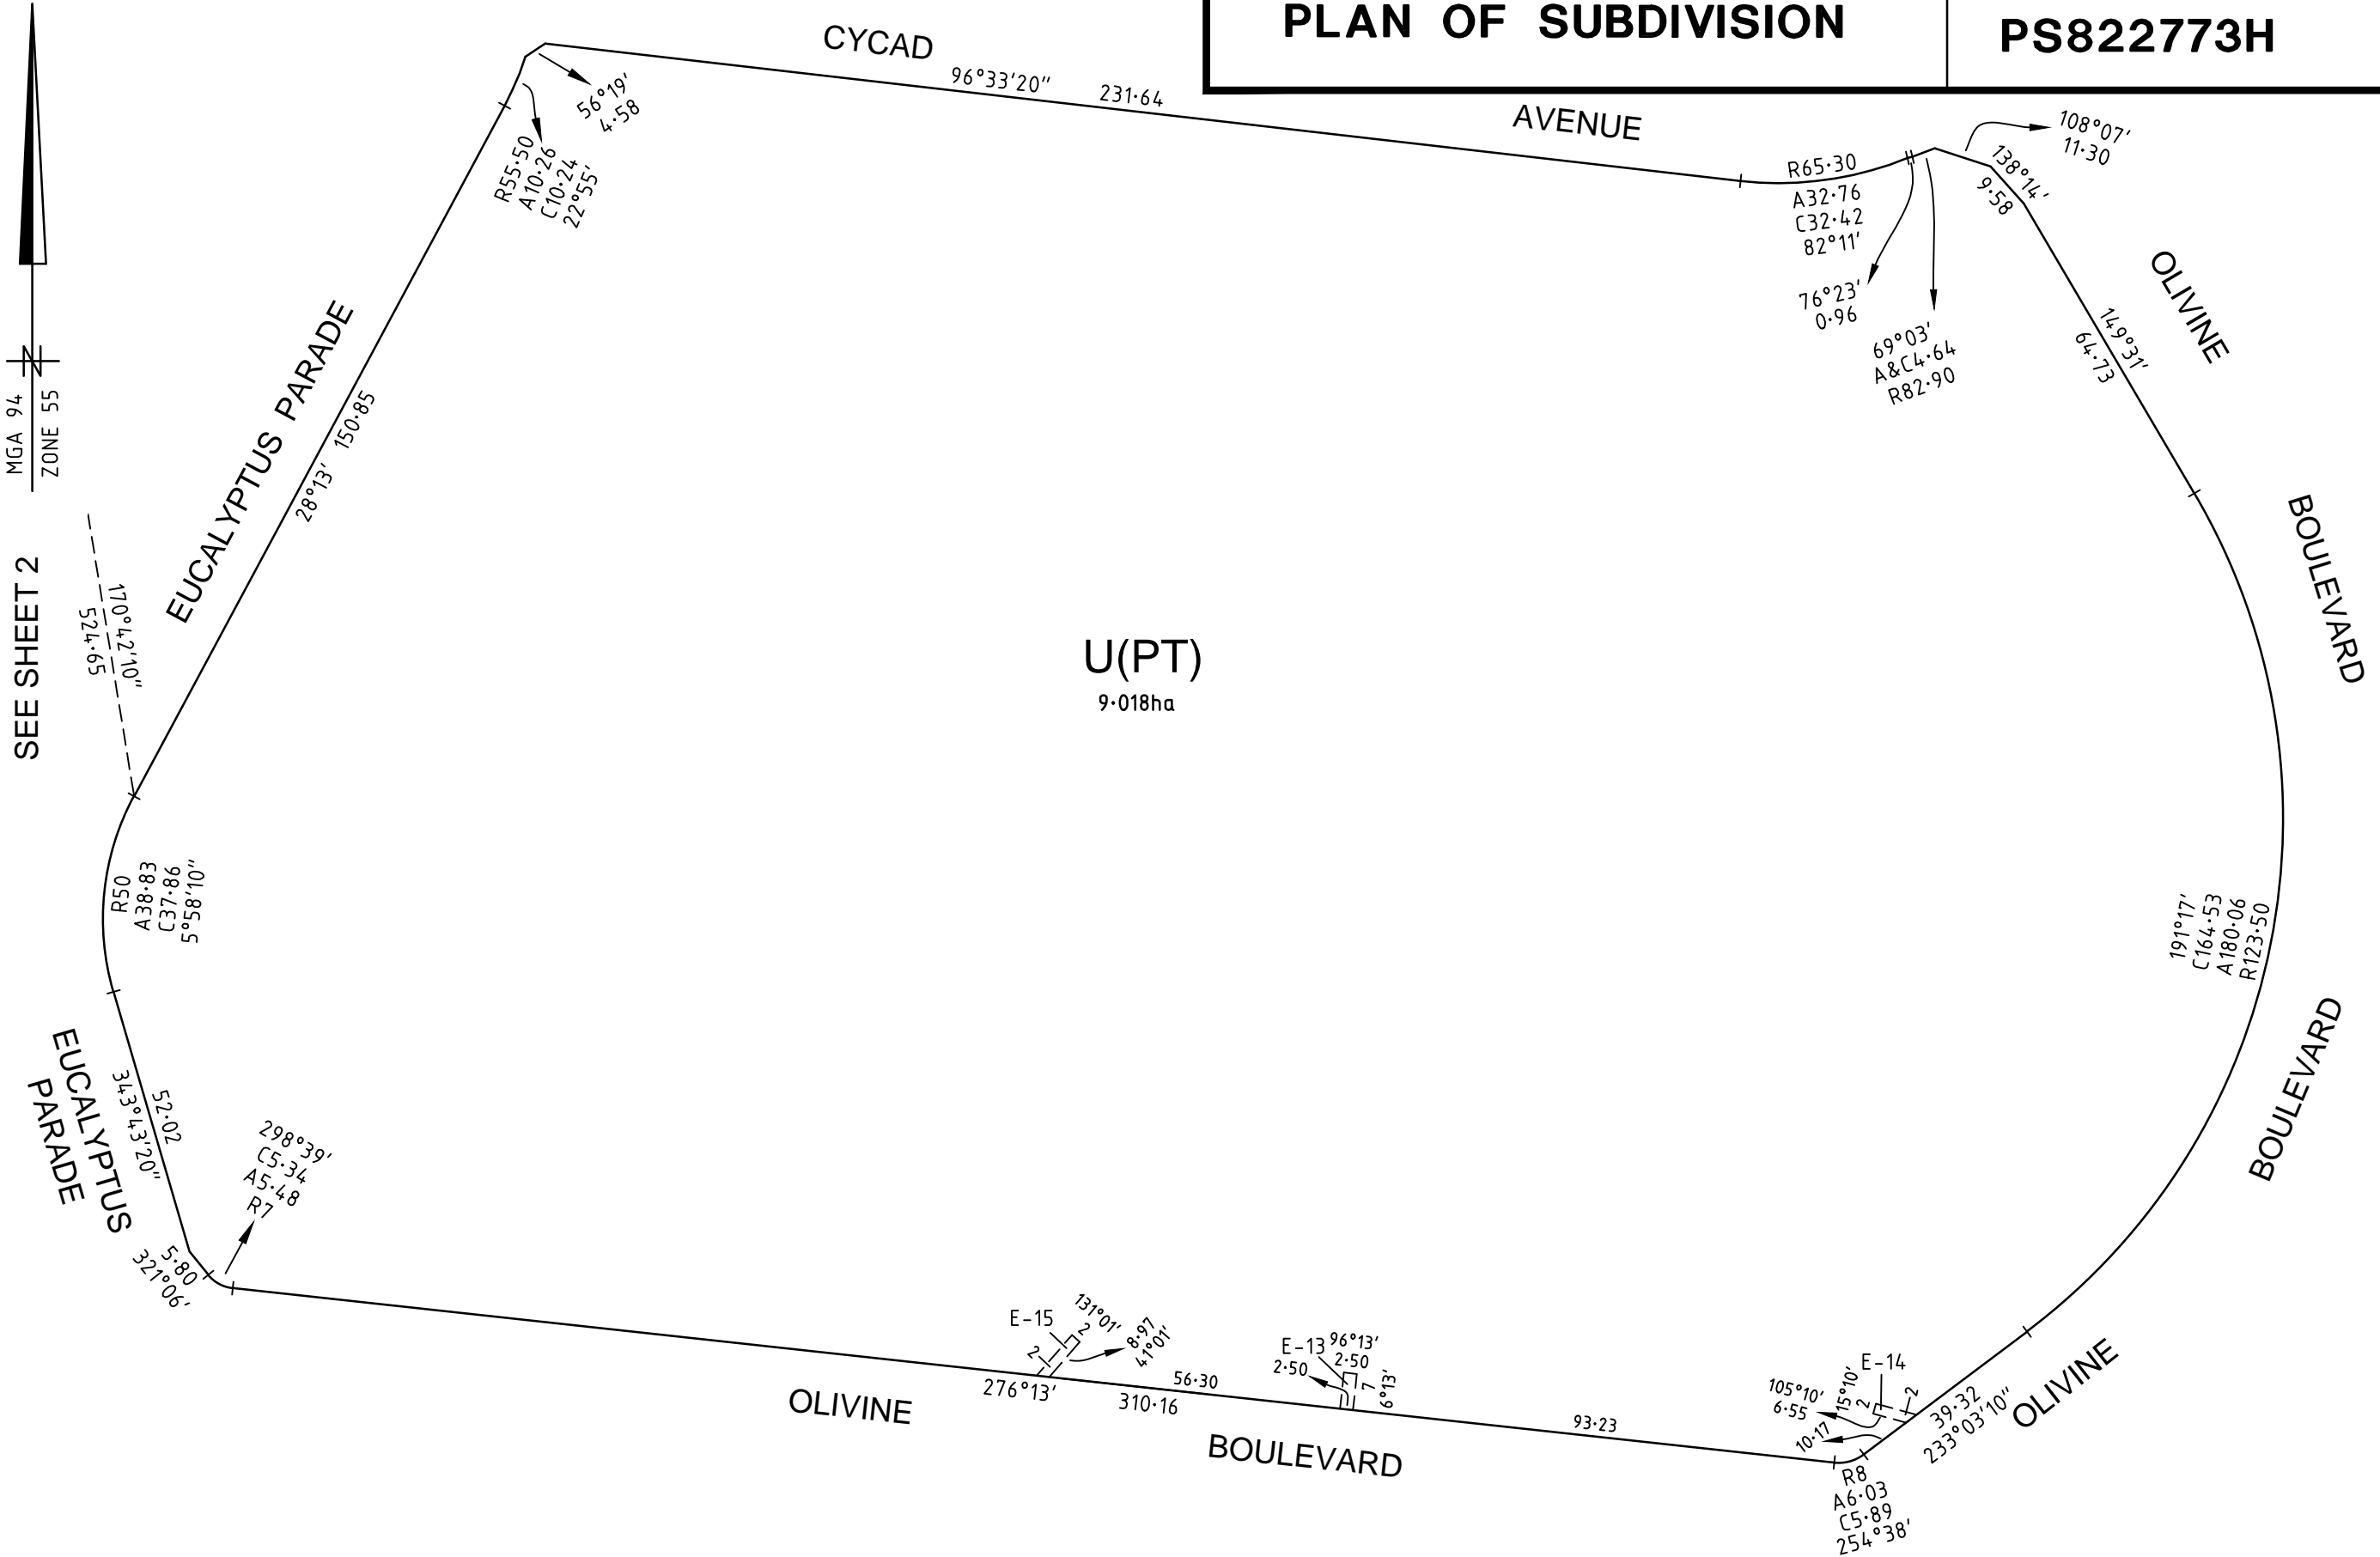 PLAN OF SUBDIVISION
PS822773H
CYCAD
96°33'20"
231·64
AVENUE
56°19'
4·58
R55·50
A10·26
C10·24
22°55'
R65·30
A32·76
C32·42
82°11'
76°23'
0·96
69°03'
A&C4·64
R82·90
108°07'
11·30
138°14'
9·58
OLIVINE
149°31'
64·73
BOULEVARD
EUCALYPTUS PARADE
28°13' 150·85
MGA 94
ZONE 55
N
SEE SHEET 2
170°42'10"
524·65
U(PT)
9·018ha
R50
A38·83
C37·86
5°58'10"
191°17'
C164·53
A180·06
R123·50
BOULEVARD
EUCALYPTUS
PARADE
52·02
343°43'20"
298°39'
C5·34
A5·48
R7
5·80
321°06'
E-15
131°01'
2
2
8·97
41°01'
276°13'
56·30
310·16
E-13
96°13'
2·50
2·50
7
6°13'
93·23
OLIVINE
BOULEVARD
105°10'
6·55
15°10'
2
E-14
2
10·17
39·32
233°03'10"
OLIVINE
R8
A6·03
C5·89
254°38'